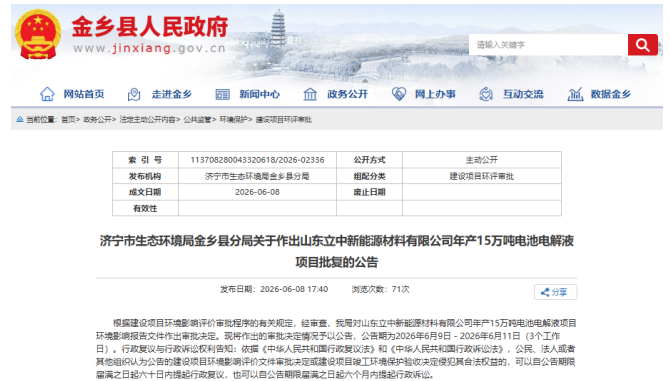 金乡县人民政府
www.jinxiang.gov.cn
请输入关键字
网站首页 走进金乡 新闻中心 政务公开 网上办事 互动交流 数据金乡
当前位置: 首页> 政务公开> 法定主动公开内容> 公共监管> 环境保护> 建设项目环评审批
索 引 号 113708280043320618/2026-02336 公开方式 主动公开
发布机构 济宁市生态环境局金乡县分局 组配分类 建设项目环评审批
成文日期 2026-06-08 废止日期
有效性
济宁市生态环境局金乡县分局关于作出山东立中新能源材料有限公司年产15万吨电池电解液
项目批复的公告
发布日期: 2026-06-08 17:40 浏览次数: 71次
分享
根据建设项目环境影响评价审批程序的有关规定，经审查，我局对山东立中新能源材料有限公司年产15万吨电池电解液项目
环境影响报告文件作出审批决定。现将作出的审批决定情况予以公告，公告期为2026年6月9日－2026年6月11日（3个工作
日）。行政复议与行政诉讼权利告知：依据《中华人民共和国行政复议法》和《中华人民共和国行政诉讼法》，公民、法人或者
其他组织认为公告的建设项目环境影响评价文件审批决定或建设项目竣工环境保护验收决定侵犯其合法权益的，可以自公告期限
届满之日起六十日内提起行政复议，也可以自公告期限届满之日起六个月内提起行政诉讼。